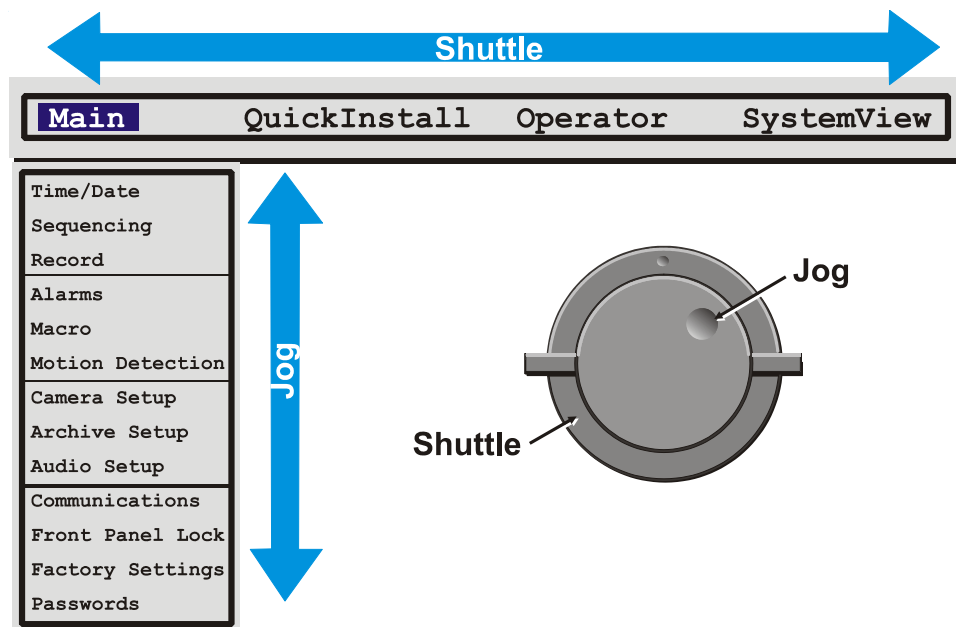 Shuttle
Main QuickInstall Operator SystemView
Time/Date
Sequencing
Record
Alarms
Macro
Motion Detection
Camera Setup
Archive Setup
Audio Setup
Communications
Front Panel Lock
Factory Settings
Passwords
Jog
Jog
Shuttle